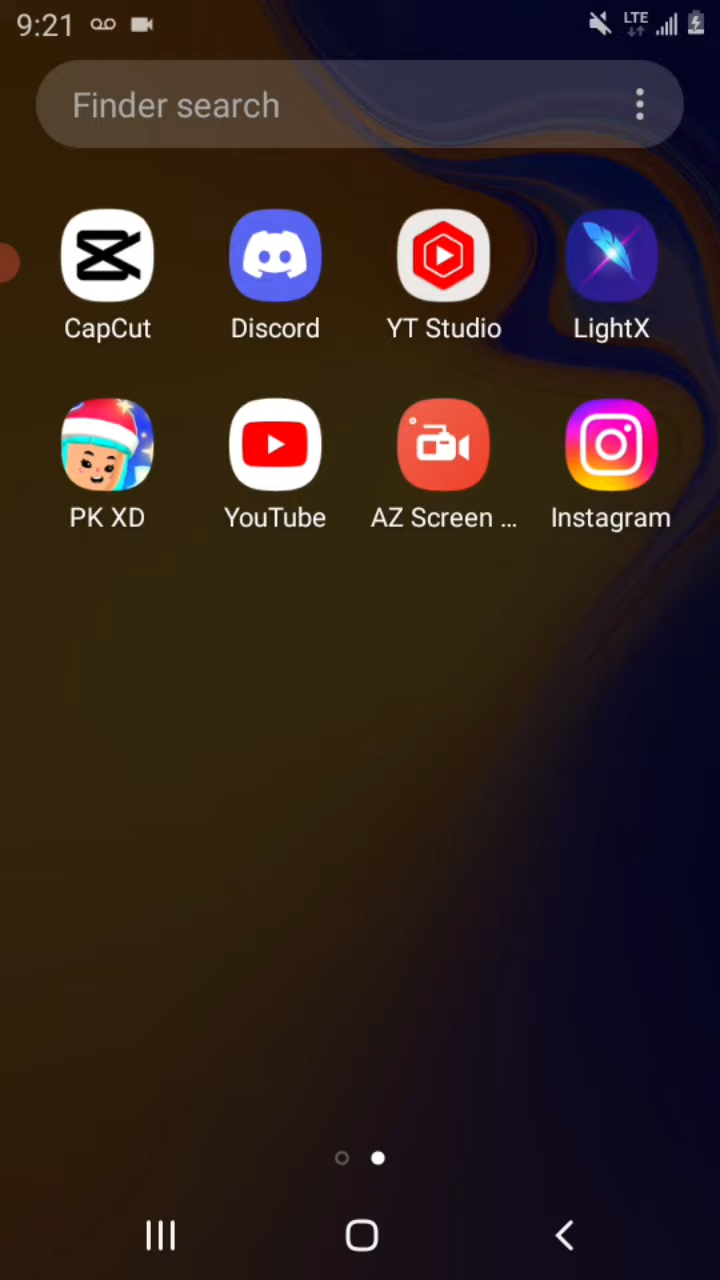 9:21
LTE
Finder search
CapCut
Discord
YT Studio
LightX
PK XD
YouTube
AZ Screen ...
Instagram